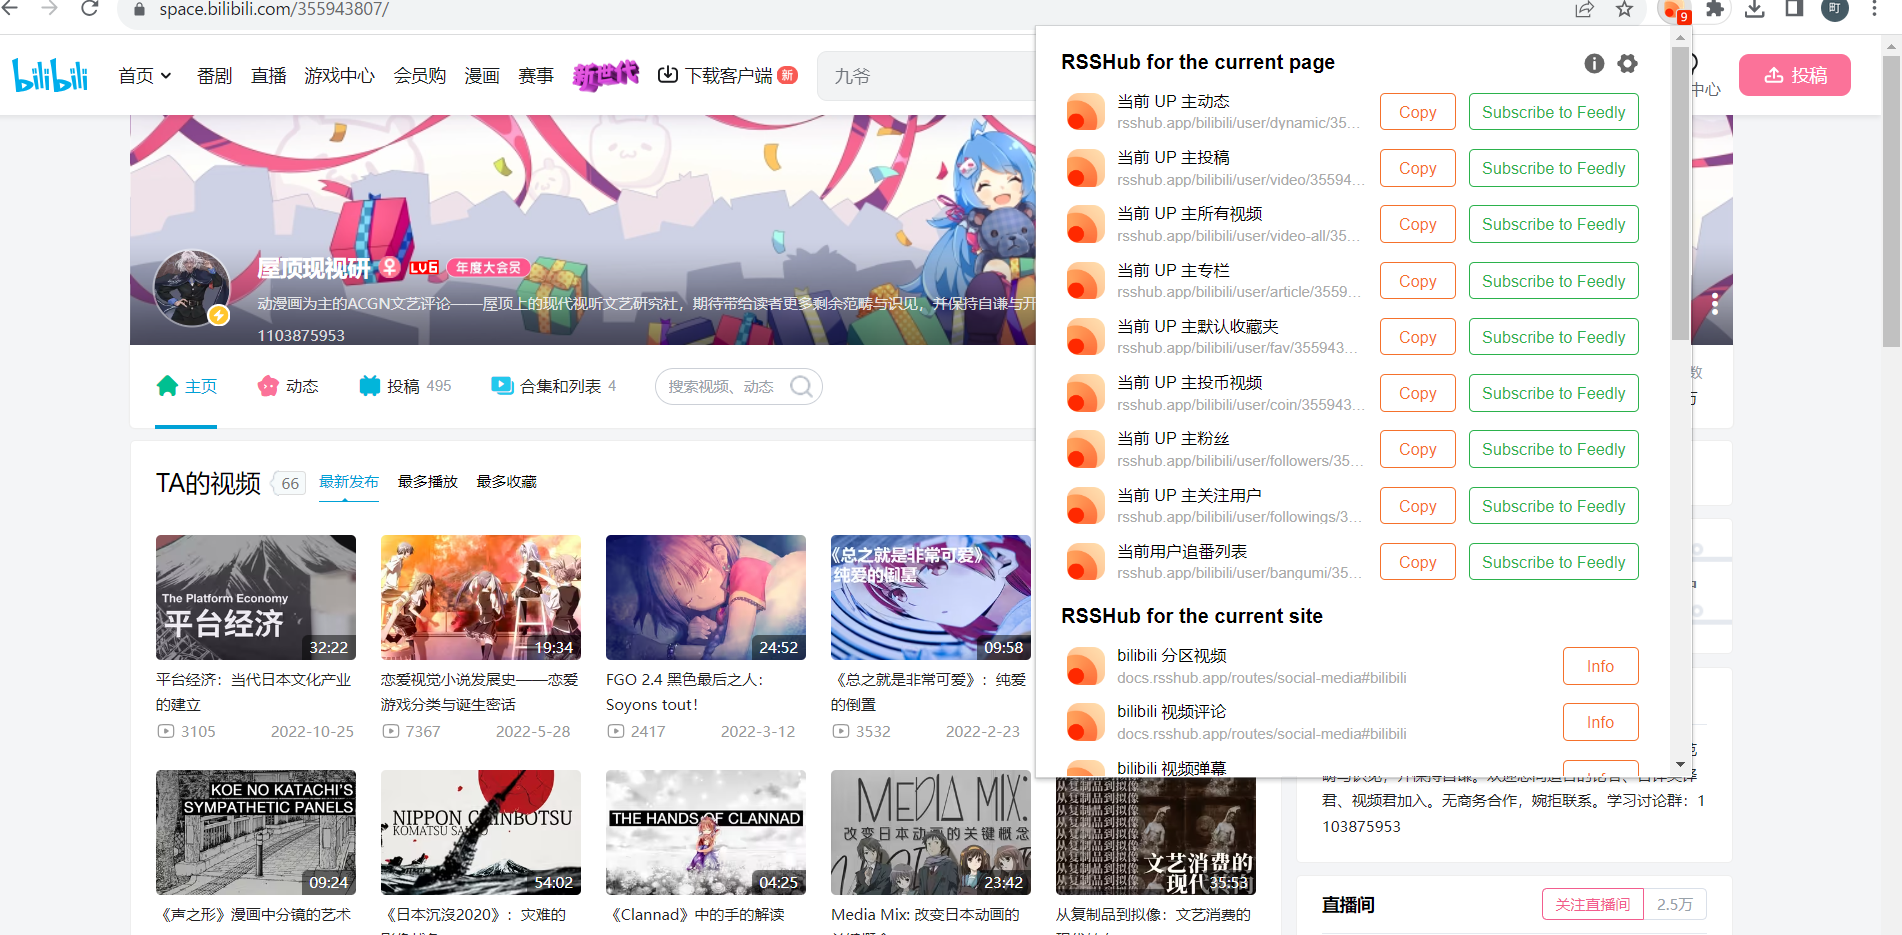 space.bilibili.com/355943807/
9
町
bilibili
首页
番剧
直播
游戏中心
会员购
漫画
赛事
新世代
下载客户端
新
九爷
中心
投稿
屋顶现视研
LV6
年度大会员
动漫画为主的ACGN文艺评论——屋顶上的现代视听文艺研究社，期待带给读者更多剩余范畴与识见，并保持自谦与开
1103875953
主页
动态
投稿 495
合集和列表 4
搜索视频、动态
数
TA的视频
66
最新发布
最多播放
最多收藏
The Platform Economy
平台经济
32:22
19:34
24:52
《总之就是非常可爱》
纯爱的倒置
09:58
平台经济：当代日本文化产业
的建立
恋爱视觉小说发展史——恋爱
游戏分类与诞生密话
FGO 2.4 黑色最后之人：
Soyons tout！
《总之就是非常可爱》：纯爱
的倒置
3105
2022-10-25
7367
2022-5-28
2417
2022-3-12
3532
2022-2-23
KOE NO KATACHI'S
SYMPATHETIC PANELS
09:24
NIPPON CHINBOTSU
54:02
THE HANDS OF CLANNAD
04:25
MEDIA MIX:
改变日本动画的关键概念
23:42
从复制品到拟像
文艺消费的
现代
35:53
《声之形》漫画中分镜的艺术
《日本沉沒2020》：灾难的
《Clannad》中的手的解读
Media Mix: 改变日本动画的
从复制品到拟像：文艺消费的
RSSHub for the current page
当前 UP 主动态
rsshub.app/bilibili/user/dynamic/35...
Copy
Subscribe to Feedly
当前 UP 主投稿
rsshub.app/bilibili/user/video/35594...
Copy
Subscribe to Feedly
当前 UP 主所有视频
rsshub.app/bilibili/user/video-all/35...
Copy
Subscribe to Feedly
当前 UP 主专栏
rsshub.app/bilibili/user/article/3559...
Copy
Subscribe to Feedly
当前 UP 主默认收藏夹
rsshub.app/bilibili/user/fav/355943...
Copy
Subscribe to Feedly
当前 UP 主投币视频
rsshub.app/bilibili/user/coin/355943...
Copy
Subscribe to Feedly
当前 UP 主粉丝
rsshub.app/bilibili/user/followers/35...
Copy
Subscribe to Feedly
当前 UP 主关注用户
rsshub.app/bilibili/user/followings/3...
Copy
Subscribe to Feedly
当前用户追番列表
rsshub.app/bilibili/user/bangumi/35...
Copy
Subscribe to Feedly
RSSHub for the current site
bilibili 分区视频
docs.rsshub.app/routes/social-media#bilibili
Info
bilibili 视频评论
docs.rsshub.app/routes/social-media#bilibili
Info
bilibili 视频弹幕
君、视频君加入。无商务合作，婉拒联系。学习讨论群：1
103875953
直播间
关注直播间
2.5万